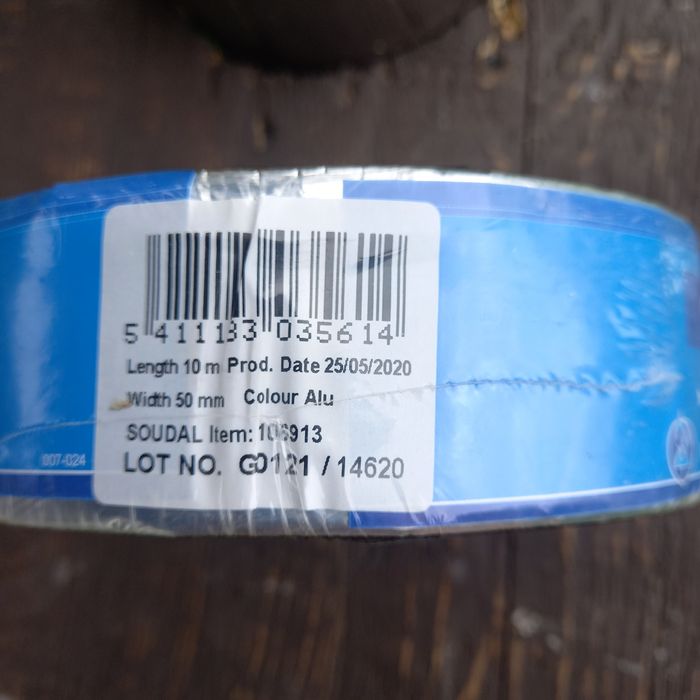 5 411183 035614
Length 10 m Prod. Date 25/05/2020
Width 50 mm Colour Alu
SOUDAL Item: 106913
007-024
LOT NO. G0121 / 14620